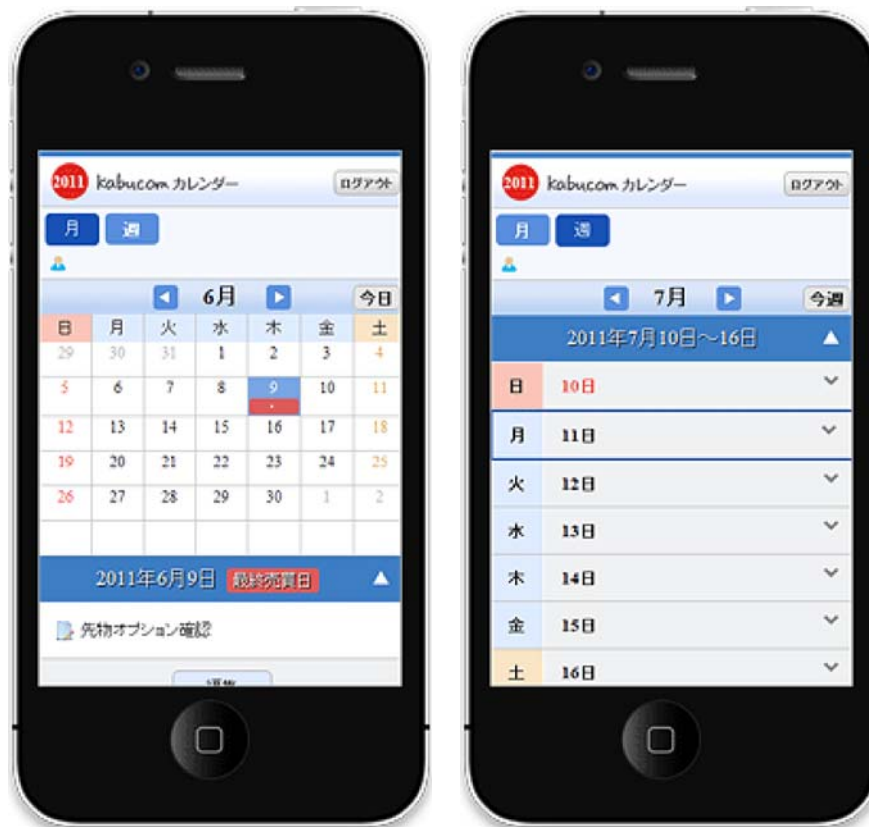 2011 kabucom カレンダー ログアウト
月 週
6月 今日
日 月 火 水 木 金 土
29 30 31 1 2 3 4
5 6 7 8 9 10 11
12 13 14 15 16 17 18
19 20 21 22 23 24 25
26 27 28 29 30 1 2
2011年6月9日 最終売買日
先物オプション確認
2011 kabucom カレンダー ログアウト
月 週
7月 今週
2011年7月10日～16日
日 10日
月 11日
火 12日
水 13日
木 14日
金 15日
土 16日